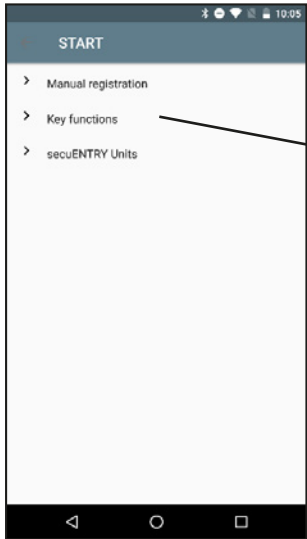 10:05
START
Manual registration
Key functions
secuENTRY Units